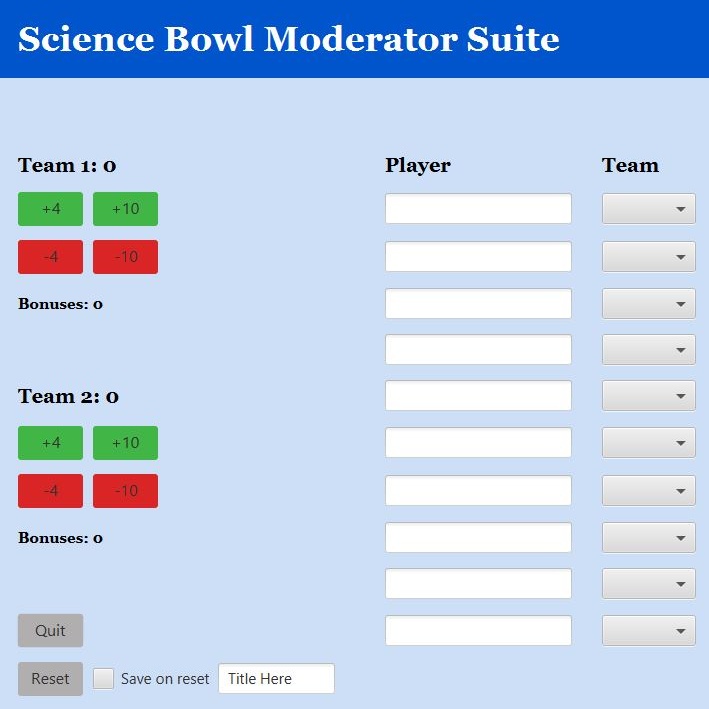 Science Bowl Moderator Suite
Team 1: 0
Player
Team
+4
+10
-4
-10
Bonuses: 0
Team 2: 0
+4
+10
-4
-10
Bonuses: 0
Quit
Reset
Save on reset
Title Here